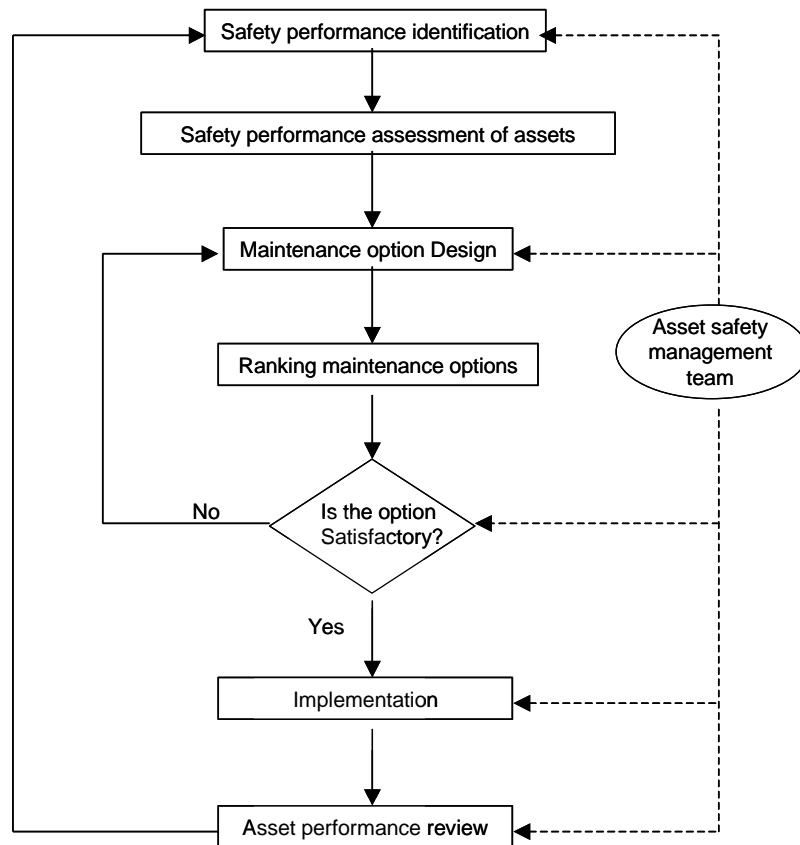 Safety performance identification
Safety performance assessment of assets
Maintenance option Design
Ranking maintenance options
Asset safety
management
team
Is the option
Satisfactory?
No
Yes
Implementation
Asset performance review